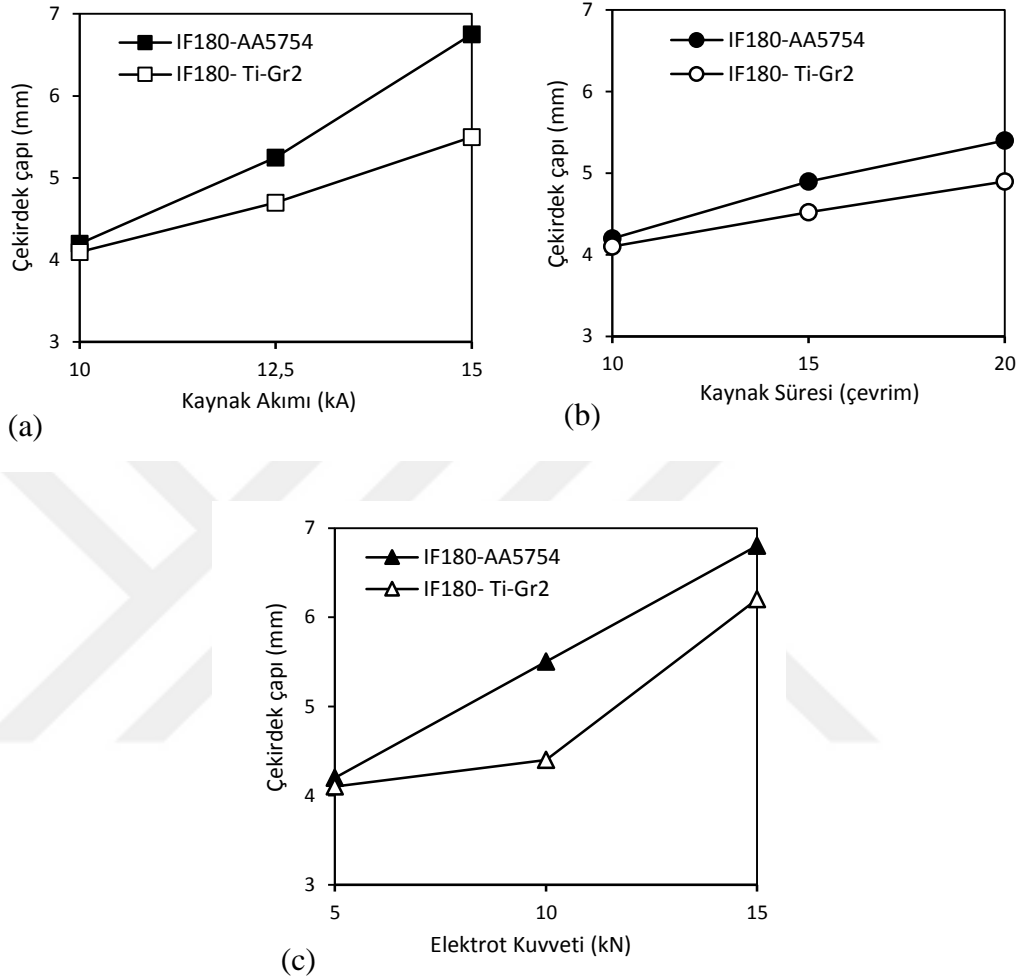 7
6
5
4
3
Çekirdek çapı (mm)
IF180-AA5754
IF180- Ti-Gr2
10
12,5
15
Kaynak Akımı (kA)
(a)
7
6
5
4
3
Çekirdek çapı (mm)
IF180-AA5754
IF180- Ti-Gr2
10
15
20
Kaynak Süresi (çevrim)
(b)
7
6
5
4
3
Çekirdek çapı (mm)
IF180-AA5754
IF180- Ti-Gr2
5
10
15
Elektrot Kuvveti (kN)
(c)